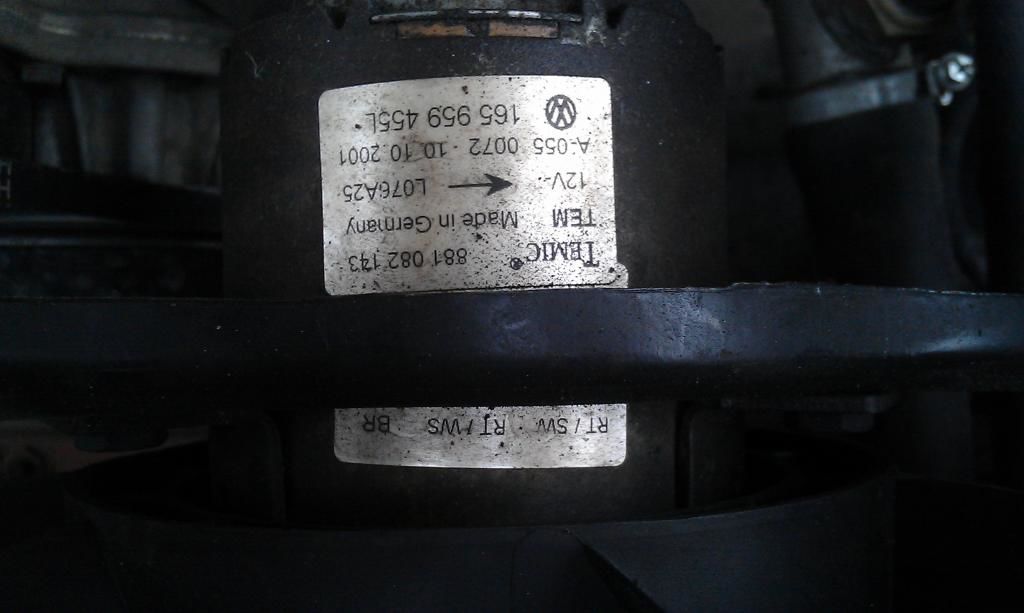 RT/SW · RT/WS · BR
TEMIC® 881 082 143
TEM Made in Germany
12V- ← L076A25
A-055 0072 · 10.10.2001
VW 165 959 455L